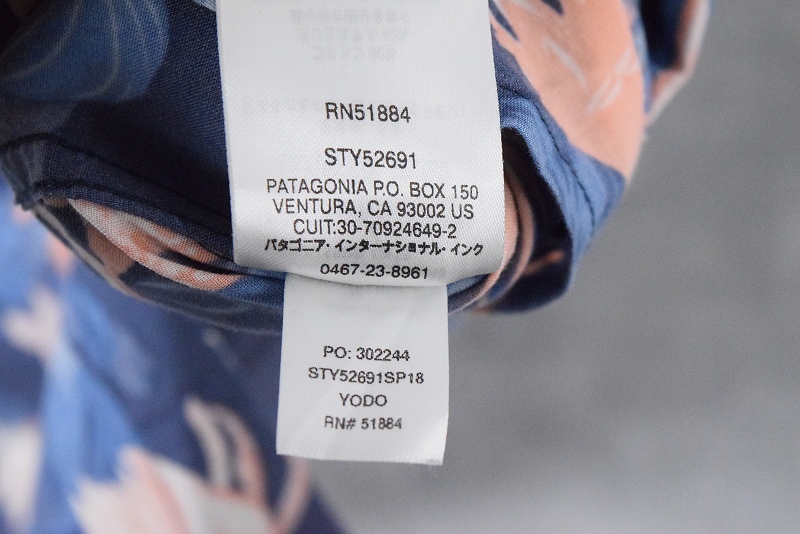 RN51884
STY52691
PATAGONIA P.O. BOX 150
VENTURA, CA 93002 US
CUIT:30-70924649-2
パタゴニア・インターナショナル・インク
0467-23-8961
PO: 302244
STY52691SP18
YODO
RN# 51884